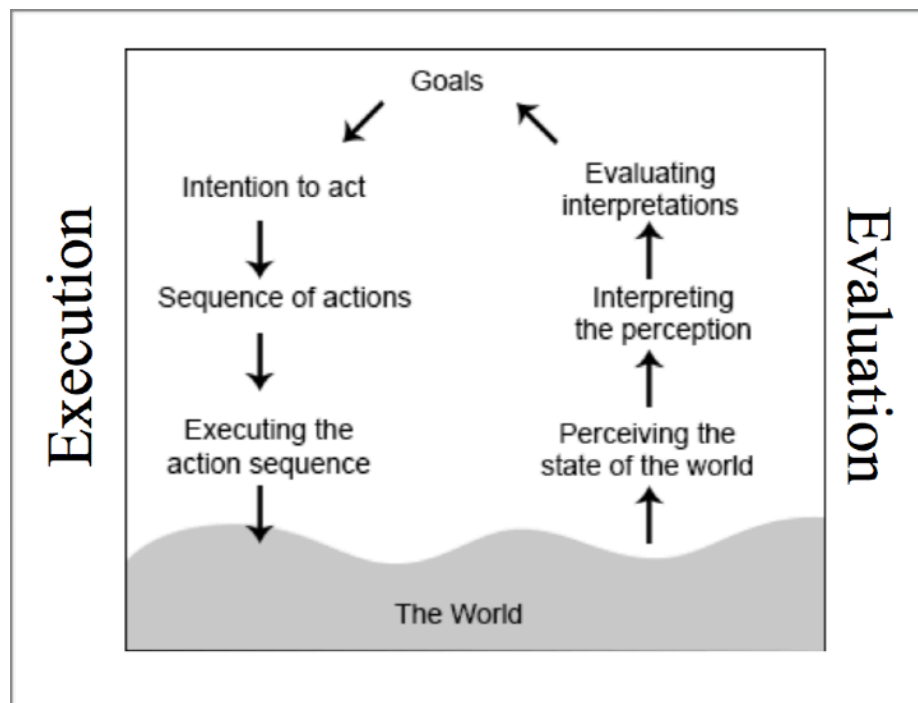 Goals
Execution
Intention to act
Sequence of actions
Executing the
action sequence
Evaluating
interpretations
Interpreting
the perception
Perceiving the
state of the world
Evaluation
The World